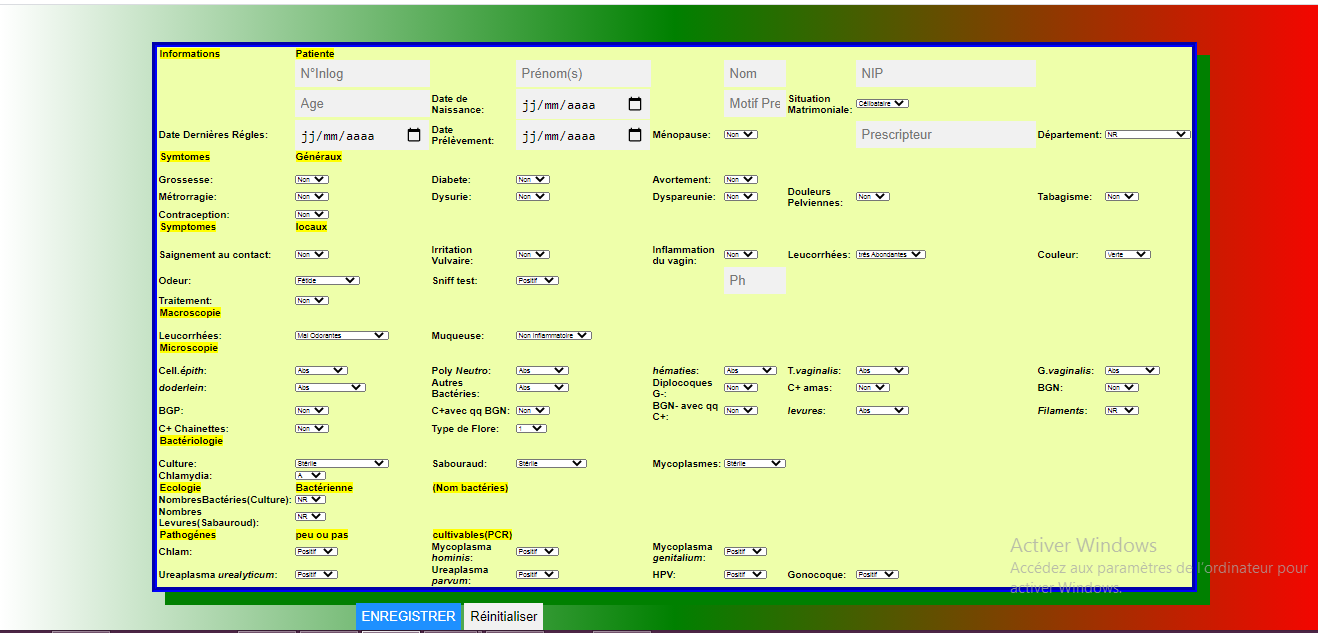 Informations Patiente
N°Inlog Prénom(s) Nom NIP
Age Date de Naissance: jj/mm/aaaa Motif Pre Situation Matrimoniale: Célibataire
Date Dernières Régles: jj/mm/aaaa Date Prélèvement: jj/mm/aaaa Ménopause: Non Prescripteur Département: NR
Symtomes Généraux
Grossesse: Non Diabete: Non Avortement: Non
Métrorragie: Non Dysurie: Non Dyspareunie: Non Douleurs Pelviennes: Non Tabagisme: Non
Contraception: Non
Symptomes locaux
Saignement au contact: Non Irritation Vulvaire: Non Inflammation du vagin: Non Leucorrhées: très Abondantes Couleur: Verte
Odeur: Fétide Sniff test: Positif Ph
Traitement: Non
Macroscopie
Leucorrhées: Mal Odorantes Muqueuse: Non Inflammatoire
Microscopie
Cell.épith: Abs Poly Neutro: Abs hématies: Abs T.vaginalis: Abs G.vaginalis: Abs
doderlein: Abs Autres Bactéries: Abs Diplocoques G-: Non C+ amas: Non BGN: Non
BGP: Non C+avec qq BGN: Non BGN- avec qq C+: Non levures: Abs Filaments: NR
C+ Chainettes: Non Type de Flore: 1
Bactériologie
Culture: Stérile Sabouraud: Stérile Mycoplasmes: Stérile
Chlamydia: A
Ecologie Bactérienne (Nom bactéries)
NombresBactéries(Culture): NR
Nombres Levures(Sabauroud): NR
Pathogénes peu ou pas cultivables(PCR)
Chlam: Positif Mycoplasma hominis: Positif Mycoplasma genitalium: Positif
Ureaplasma urealyticum: Positif Ureaplasma parvum: Positif HPV: Positif Gonocoque: Positif
Activer Windows
Accédez aux paramètres de l'ordinateur pour
activer Windows.
ENREGISTRER Réinitialiser